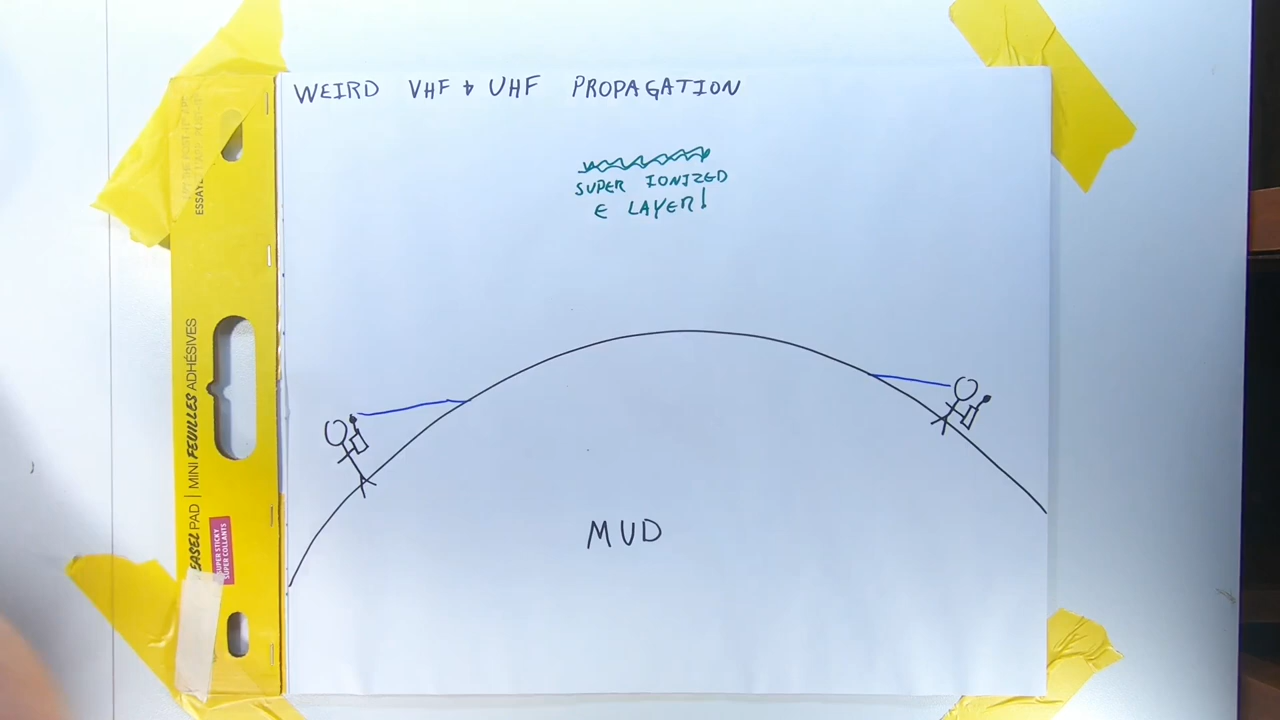 WEIRD VHF & UHF PROPAGATION
SUPER IONIZED
E LAYER!
MUD
EASEL PAD | MINI FEUILLES ADHÉSIVES
SUPER STICKY
SUPER COLLANTS